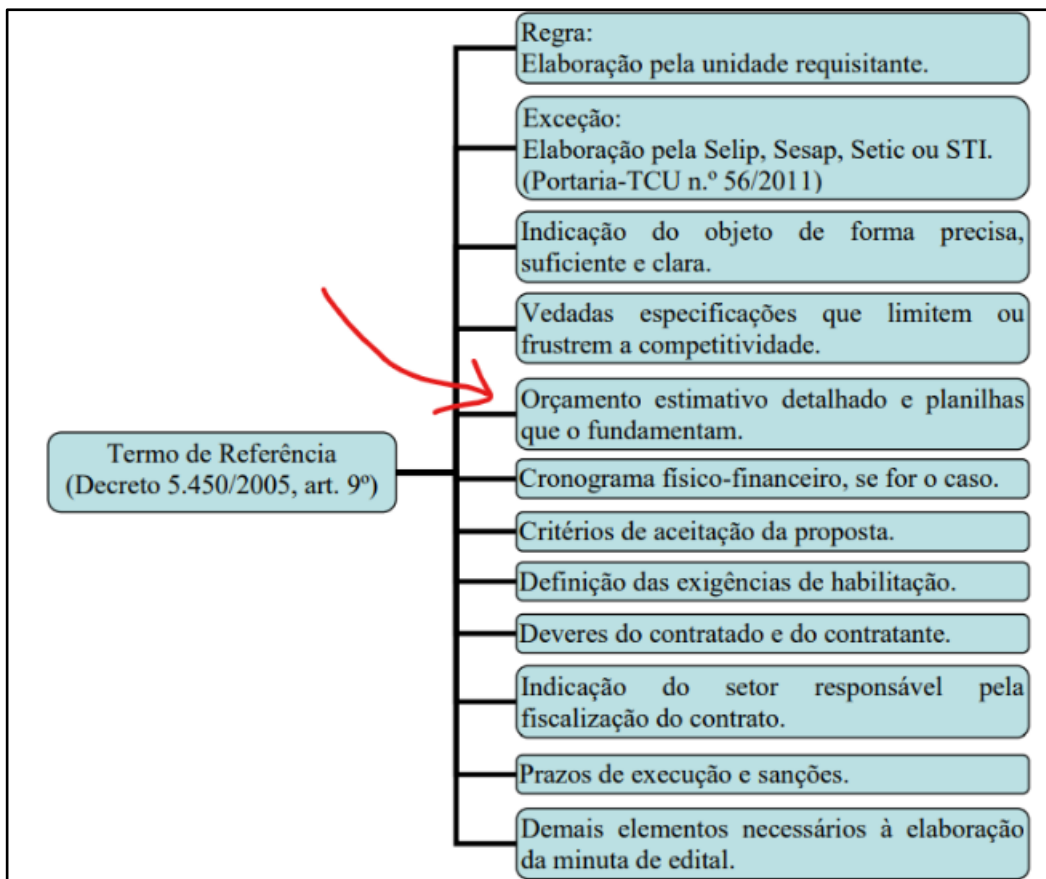 Regra:
Elaboração pela unidade requisitante.
Exceção:
Elaboração pela Selip, Sesap, Setic ou STI.
(Portaria-TCU n.º 56/2011)
Indicação do objeto de forma precisa,
suficiente e clara.
Vedadas especificações que limitem ou
frustrem a competitividade.
Orçamento estimativo detalhado e planilhas
que o fundamentam.
Termo de Referência
(Decreto 5.450/2005, art. 9º)
Cronograma físico-financeiro, se for o caso.
Critérios de aceitação da proposta.
Definição das exigências de habilitação.
Deveres do contratado e do contratante.
Indicação do setor responsável pela
fiscalização do contrato.
Prazos de execução e sanções.
Demais elementos necessários à elaboração
da minuta de edital.